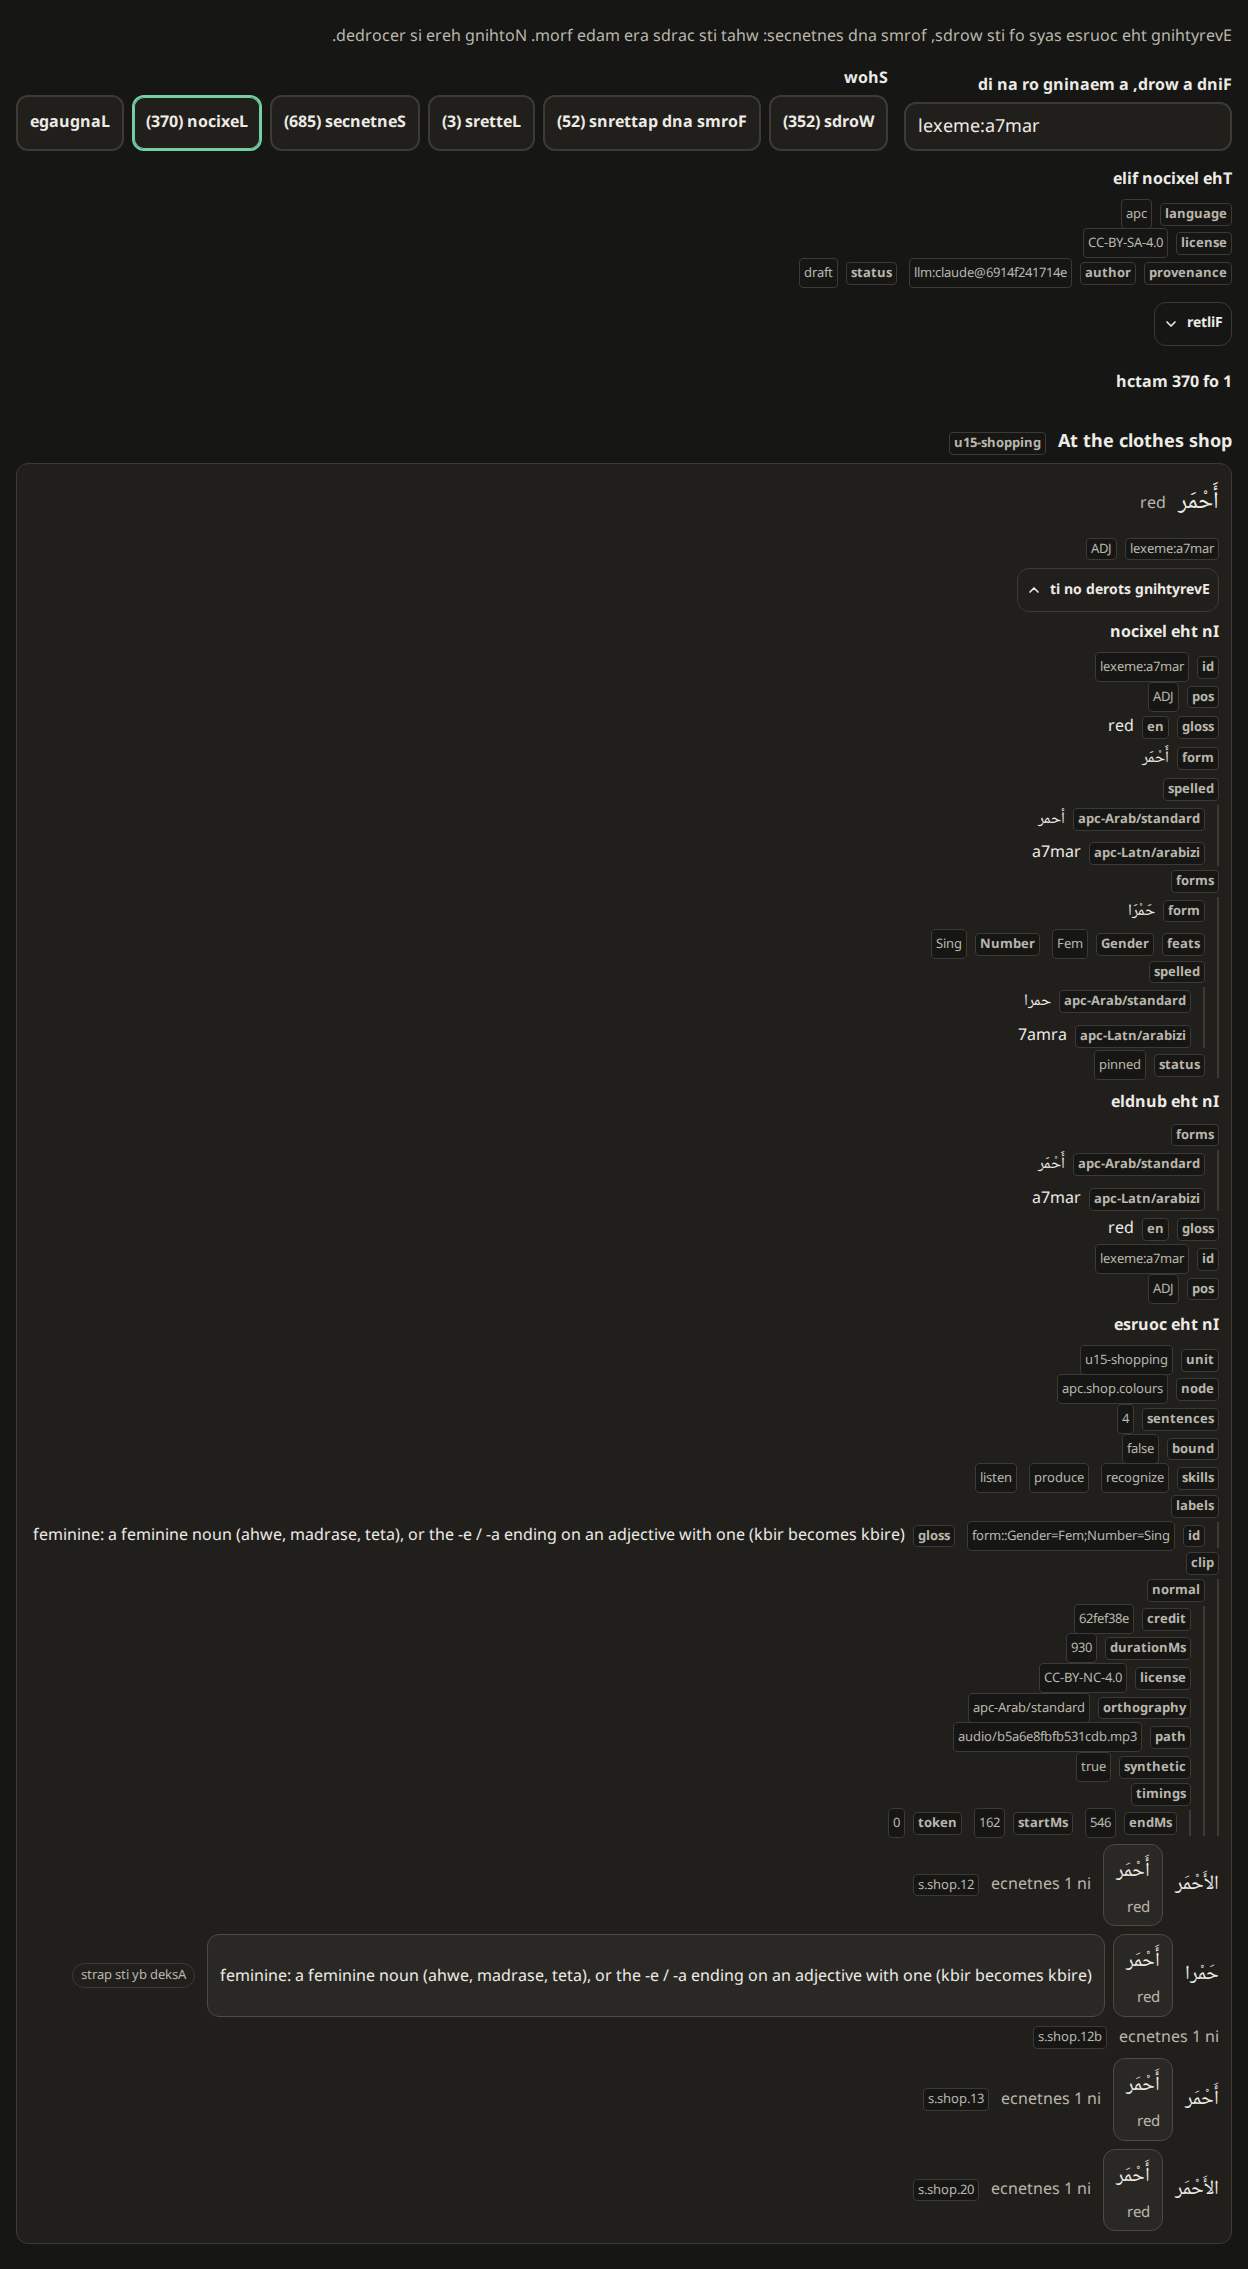 .dedrocer si ereh gnihtoN .morf edam era sdrac sti tahw :secnetnes dna smrof ,sdrow sti fo syas esruoc eht gnihtyrevE
di na ro gninaem a ,drow a dniF
lexeme:a7mar
wohS
(352) sdroW
(52) snrettap dna smroF
(3) sretteL
(685) secnetneS
(370) nocixeL
egaugnaL
elif nocixel ehT
language apc
license CC-BY-SA-4.0
provenance author llm:claude@6914f241714e status draft
retliF
hctam 370 fo 1
At the clothes shop u15-shopping
أَحْمَر red
lexeme:a7mar ADJ
ti no derots gnihtyrevE
nocixel eht nI
id lexeme:a7mar
pos ADJ
gloss en red
form أَحْمَر
spelled
apc-Arab/standard أحمر
apc-Latn/arabizi a7mar
forms
form حَمْرَا
feats Gender Fem Number Sing
spelled
apc-Arab/standard حمرا
apc-Latn/arabizi 7amra
status pinned
eldnub eht nI
forms
apc-Arab/standard أَحْمَر
apc-Latn/arabizi a7mar
gloss en red
id lexeme:a7mar
pos ADJ
esruoc eht nI
unit u15-shopping
node apc.shop.colours
sentences 4
bound false
skills recognize produce listen
labels
id form::Gender=Fem;Number=Sing gloss feminine: a feminine noun (ahwe, madrase, teta), or the -e / -a ending on an adjective with one (kbir becomes kbire)
clip
normal
credit 62fef38e
durationMs 930
license CC-BY-NC-4.0
orthography apc-Arab/standard
path audio/b5a6e8fbfb531cdb.mp3
synthetic true
timings
endMs 546 startMs 162 token 0
الأَحْمَر أَحْمَر red ecnetnes 1 ni s.shop.12
حَمْرا أَحْمَر red feminine: a feminine noun (ahwe, madrase, teta), or the -e / -a ending on an adjective with one (kbir becomes kbire) strap sti yb deksA
ecnetnes 1 ni s.shop.12b
أَحْمَر أَحْمَر red ecnetnes 1 ni s.shop.13
الأَحْمَر أَحْمَر red ecnetnes 1 ni s.shop.20